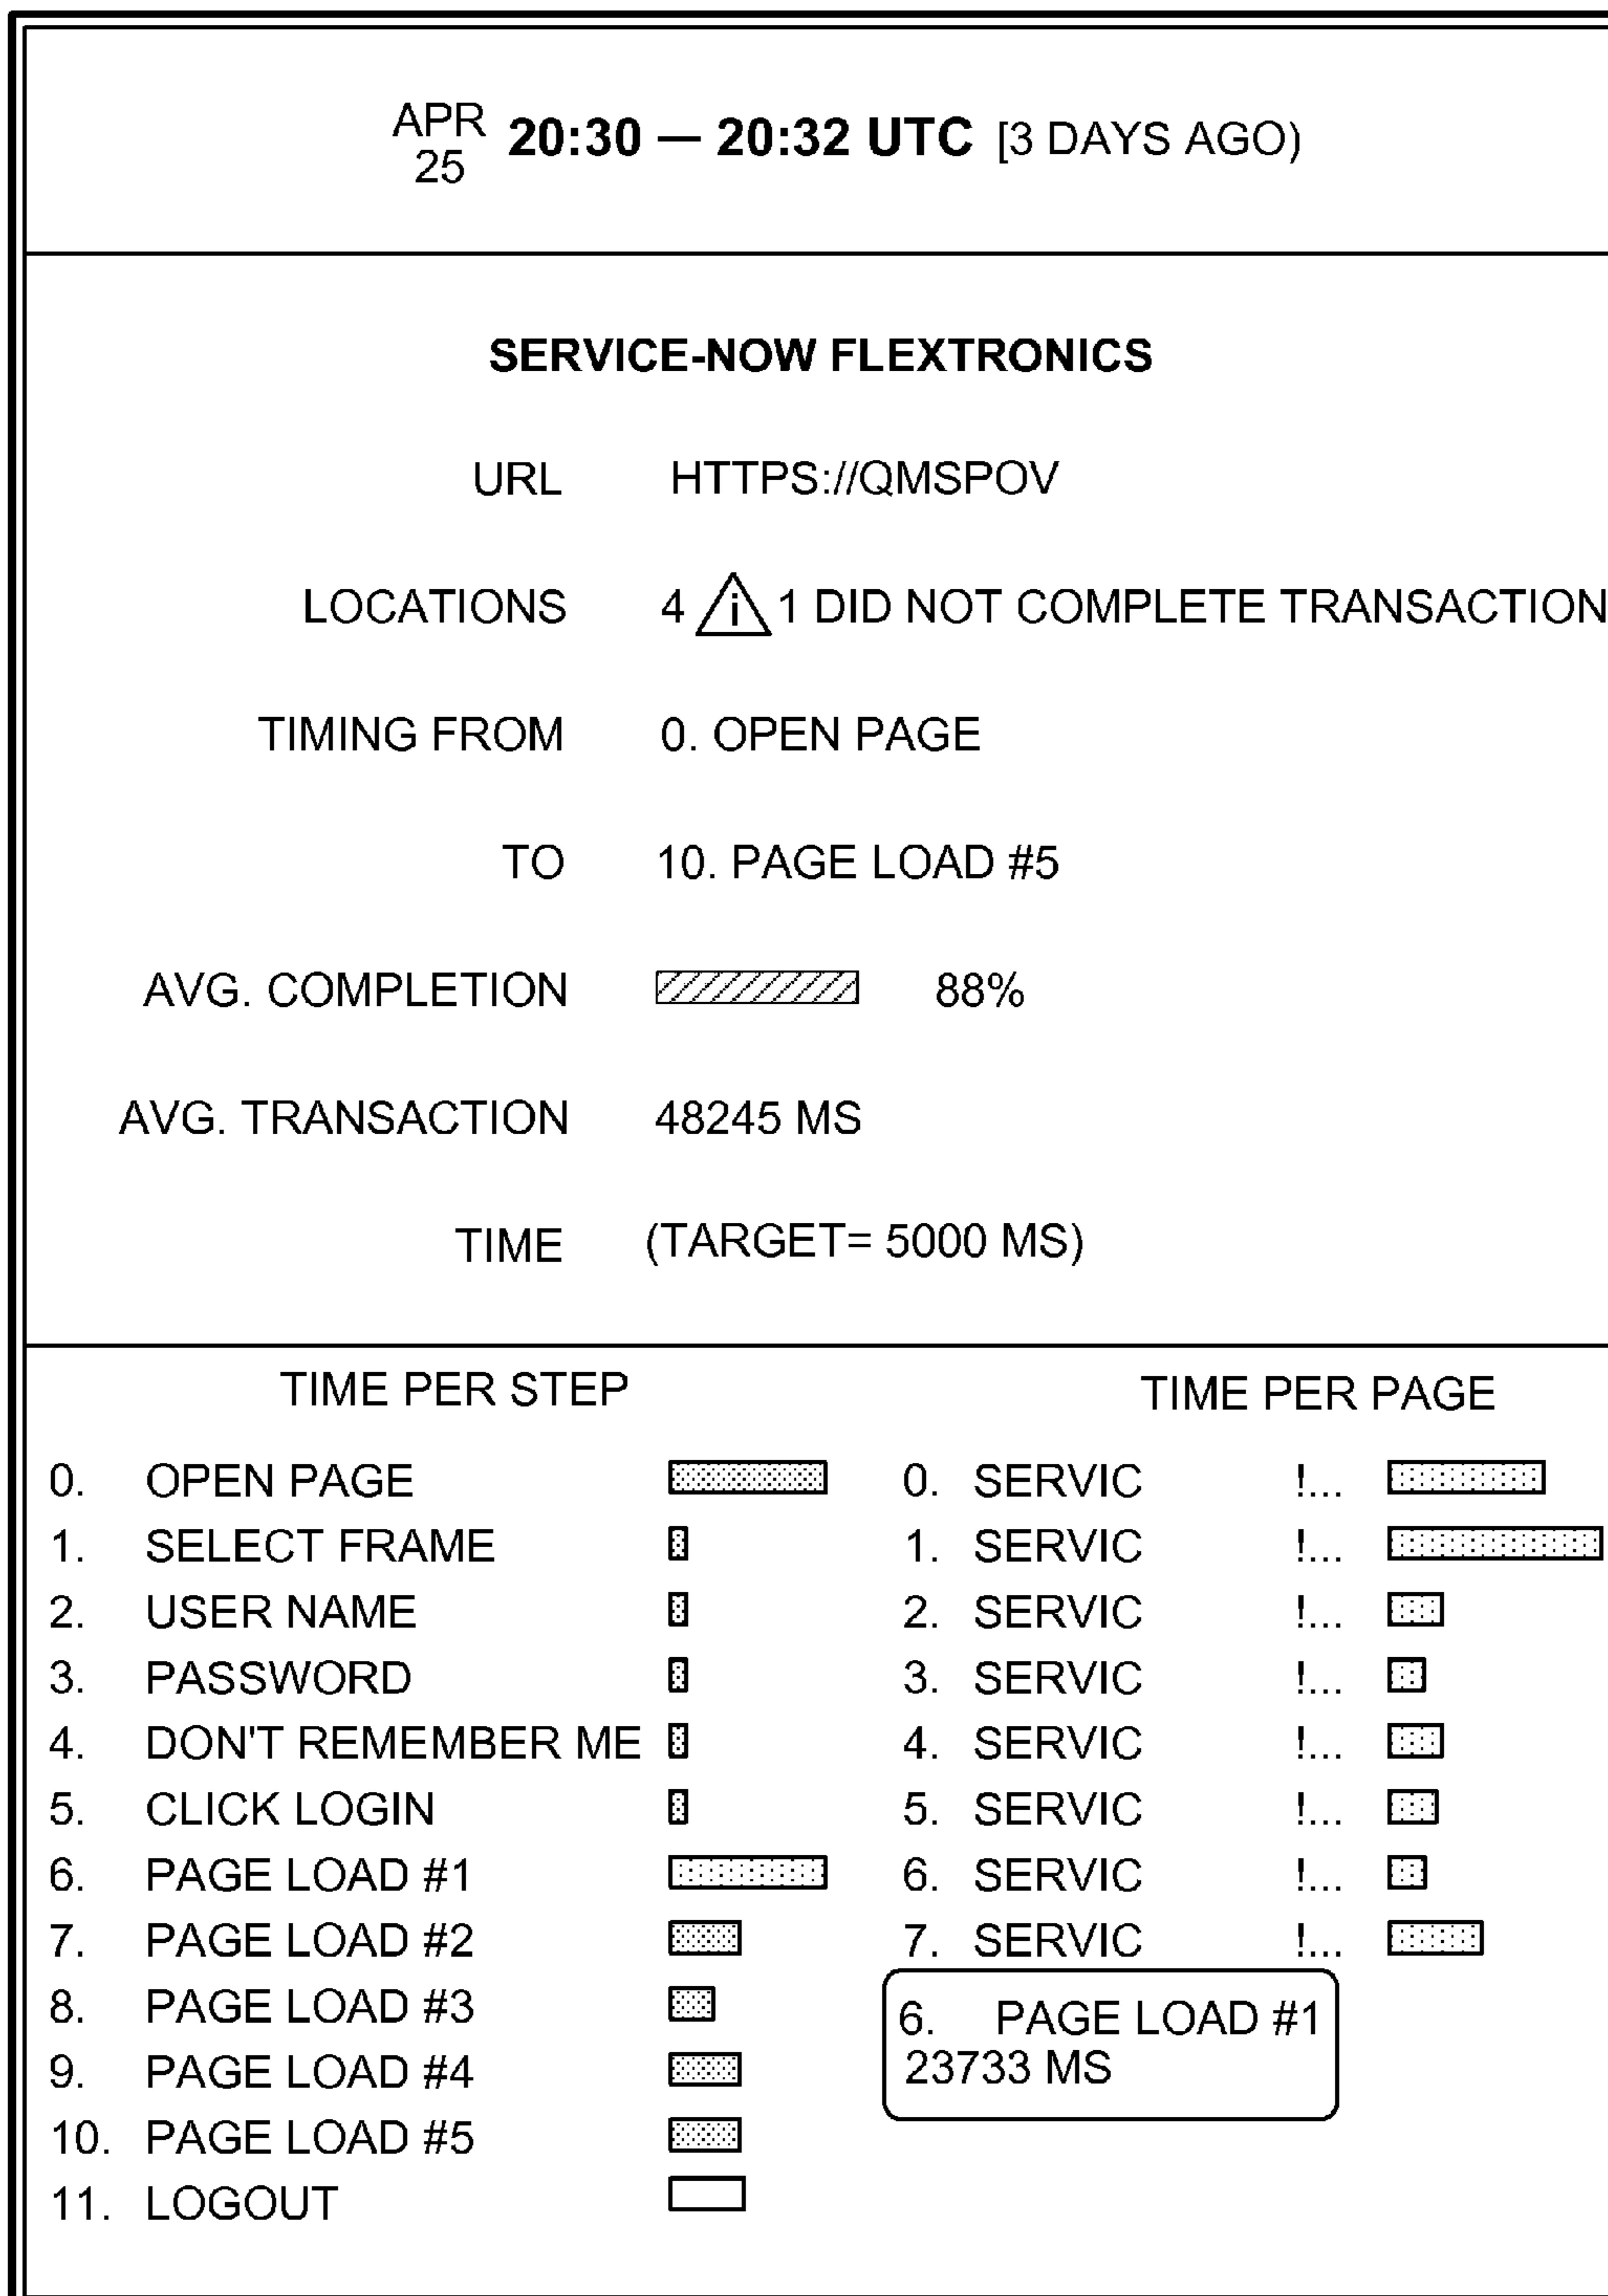 APR 25 20:30 — 20:32 UTC [3 DAYS AGO)
SERVICE-NOW FLEXTRONICS
URL HTTPS://QMSPOV
LOCATIONS 4 i 1 DID NOT COMPLETE TRANSACTION
TIMING FROM 0. OPEN PAGE
TO 10. PAGE LOAD #5
AVG. COMPLETION 88%
AVG. TRANSACTION 48245 MS
TIME (TARGET= 5000 MS)
TIME PER STEP
0. OPEN PAGE
1. SELECT FRAME
2. USER NAME
3. PASSWORD
4. DON'T REMEMBER ME
5. CLICK LOGIN
6. PAGE LOAD #1
7. PAGE LOAD #2
8. PAGE LOAD #3
9. PAGE LOAD #4
10. PAGE LOAD #5
11. LOGOUT
TIME PER PAGE
0. SERVIC !...
1. SERVIC !...
2. SERVIC !...
3. SERVIC !...
4. SERVIC !...
5. SERVIC !...
6. SERVIC !...
7. SERVIC !...
6. PAGE LOAD #1
23733 MS